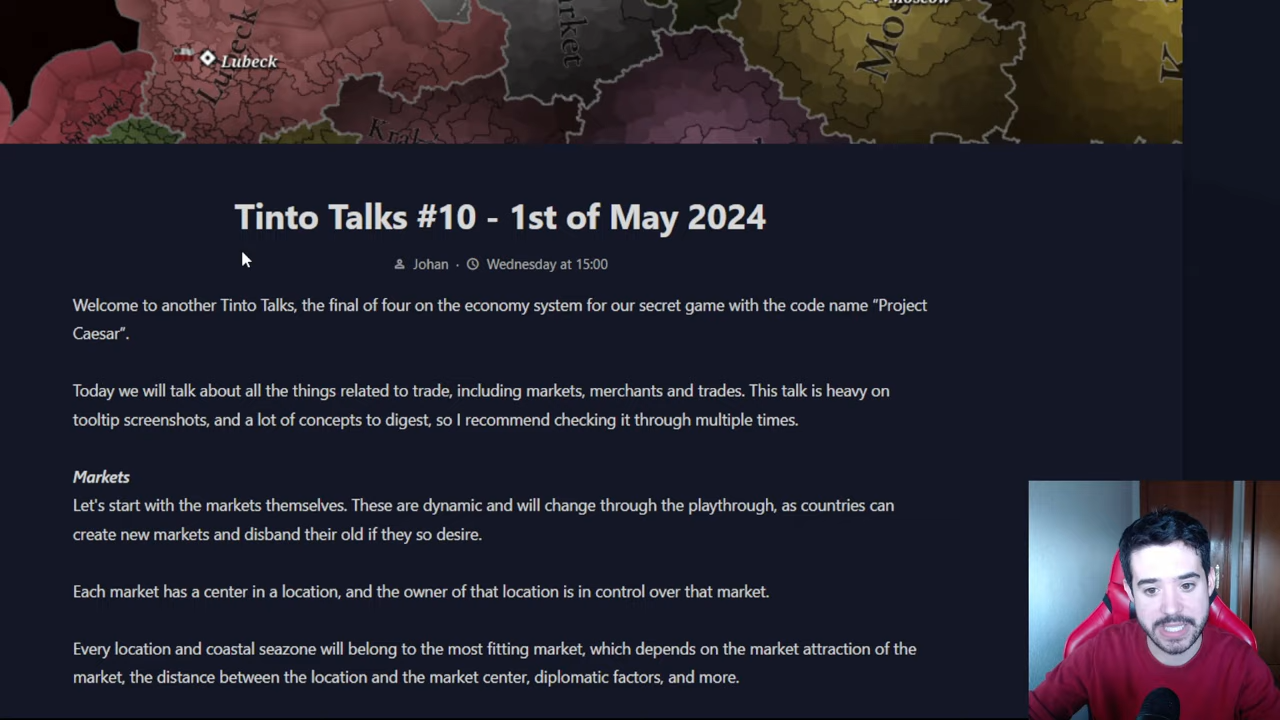 Moscow
Lubeck
Lubeck
Market
Mos
K
Market
Krak
Tinto Talks #10 - 1st of May 2024
Johan · Wednesday at 15:00
Welcome to another Tinto Talks, the final of four on the economy system for our secret game with the code name “Project
Caesar”.
Today we will talk about all the things related to trade, including markets, merchants and trades. This talk is heavy on
tooltip screenshots, and a lot of concepts to digest, so I recommend checking it through multiple times.
Markets
Let's start with the markets themselves. These are dynamic and will change through the playthrough, as countries can
create new markets and disband their old if they so desire.
Each market has a center in a location, and the owner of that location is in control over that market.
Every location and coastal seazone will belong to the most fitting market, which depends on the market attraction of the
market, the distance between the location and the market center, diplomatic factors, and more.